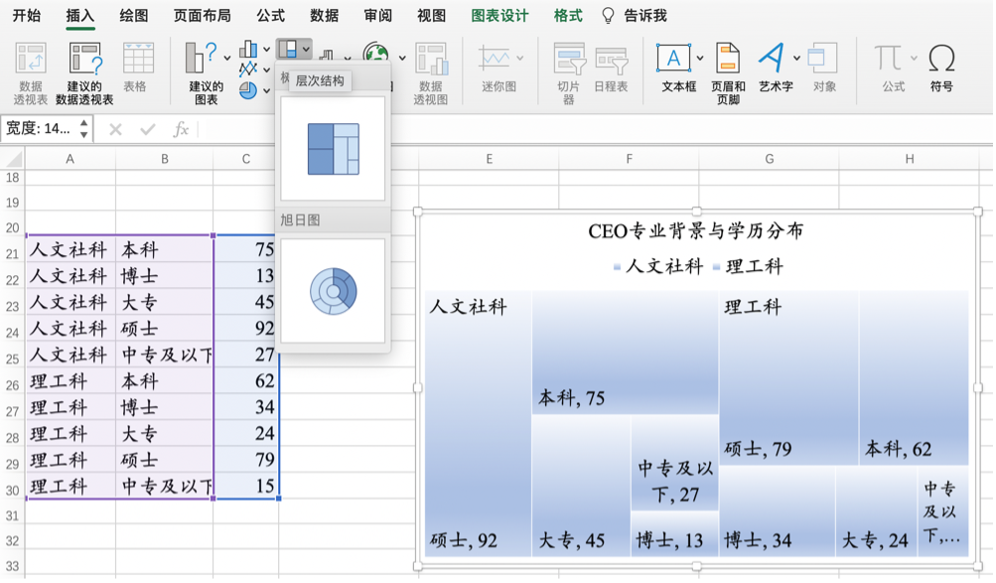 开始 插入 绘图 页面布局 公式 数据 审阅 视图 图表设计 格式 告诉我
数据透视表
建议的数据透视表
表格
建议的图表
数据透视图
迷你图
切片器
日程表
文本框
页眉和页脚
艺术字
对象
公式
符号
层次结构
旭日图
宽度: 14... fx
A B C E F G H
18
19
20
21 人文社科 本科 75
22 人文社科 博士 13
23 人文社科 大专 45
24 人文社科 硕士 92
25 人文社科 中专及以下 27
26 理工科 本科 62
27 理工科 博士 34
28 理工科 大专 24
29 理工科 硕士 79
30 理工科 中专及以下 15
31
32
33
CEO专业背景与学历分布
人文社科 理工科
人文社科
硕士, 92
本科, 75
大专, 45
中专及以
下, 27
博士, 13
理工科
硕士, 79
本科, 62
博士, 34
大专, 24
中专
及以
下,...